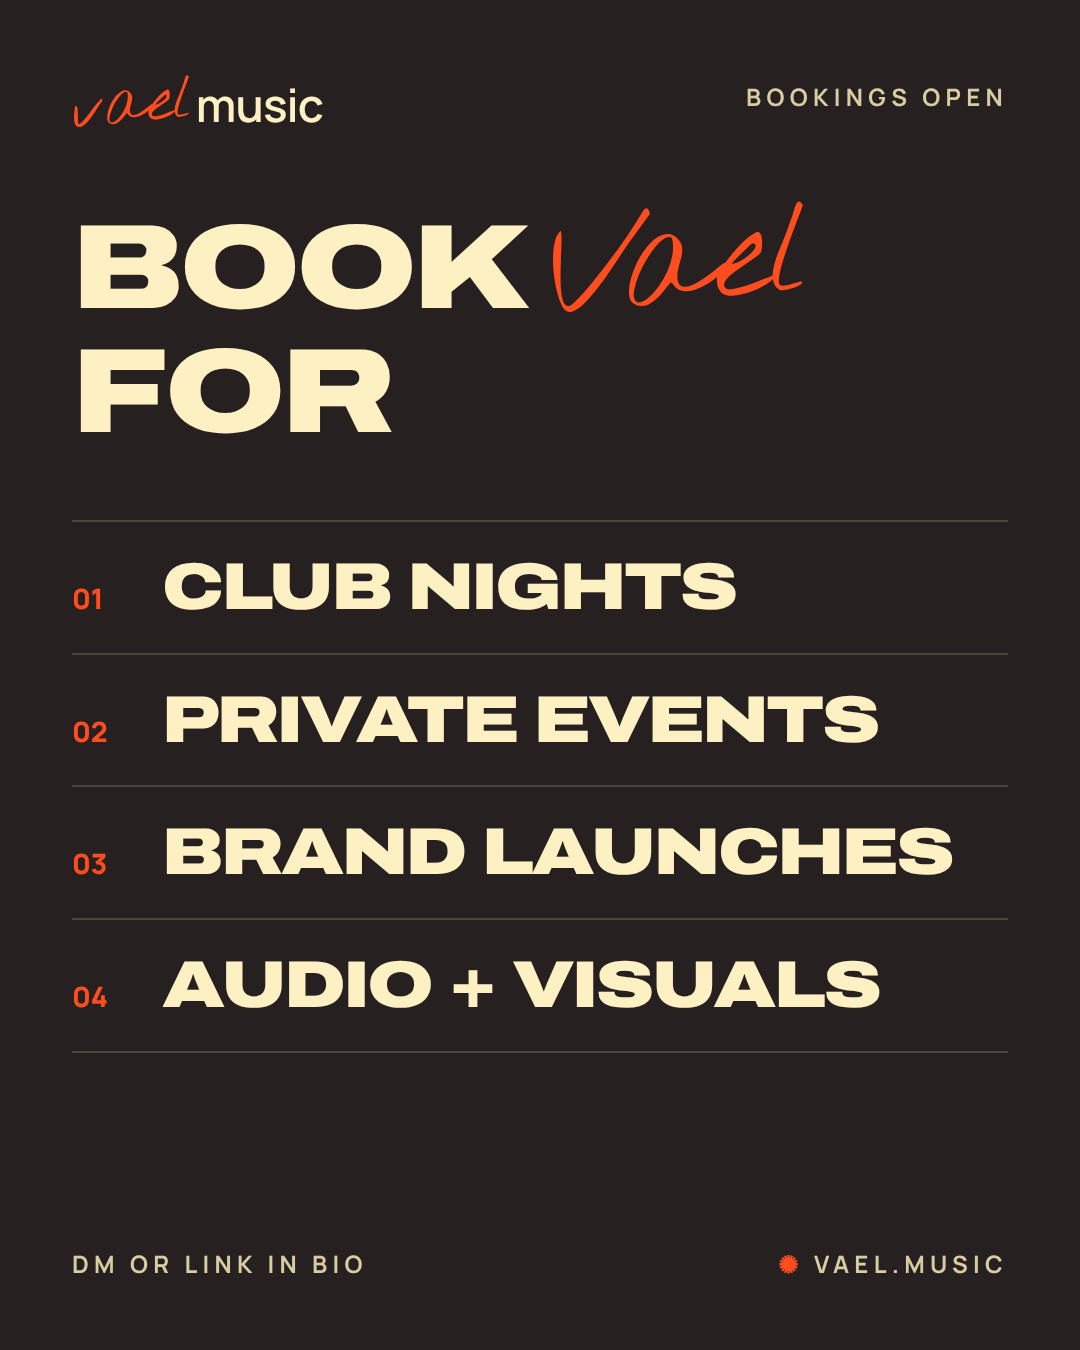 vael music
BOOKINGS OPEN
BOOK vael
FOR
01 CLUB NIGHTS
02 PRIVATE EVENTS
03 BRAND LAUNCHES
04 AUDIO + VISUALS
DM OR LINK IN BIO
VAEL.MUSIC